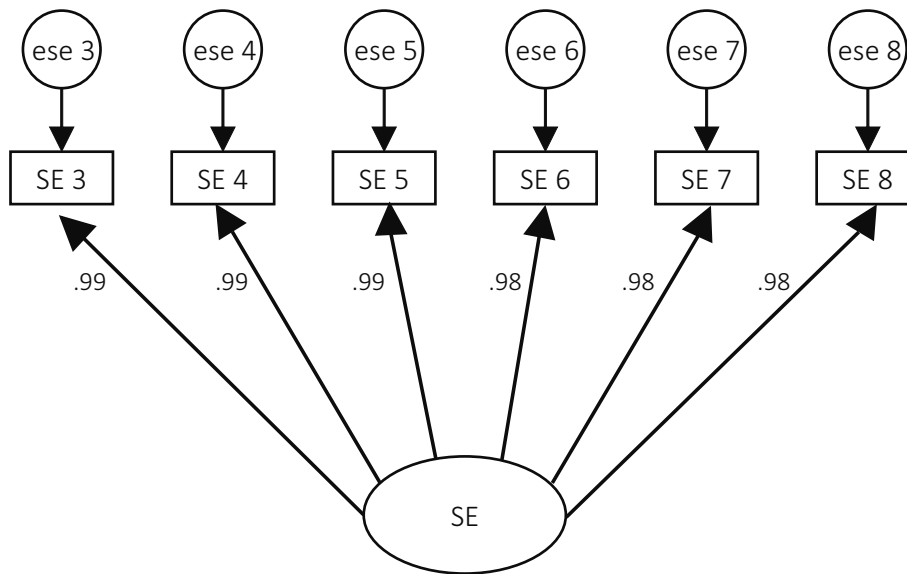 ese 3 ese 4 ese 5 ese 6 ese 7 ese 8
SE 3 SE 4 SE 5 SE 6 SE 7 SE 8
.99 .99 .99 .98 .98 .98
SE